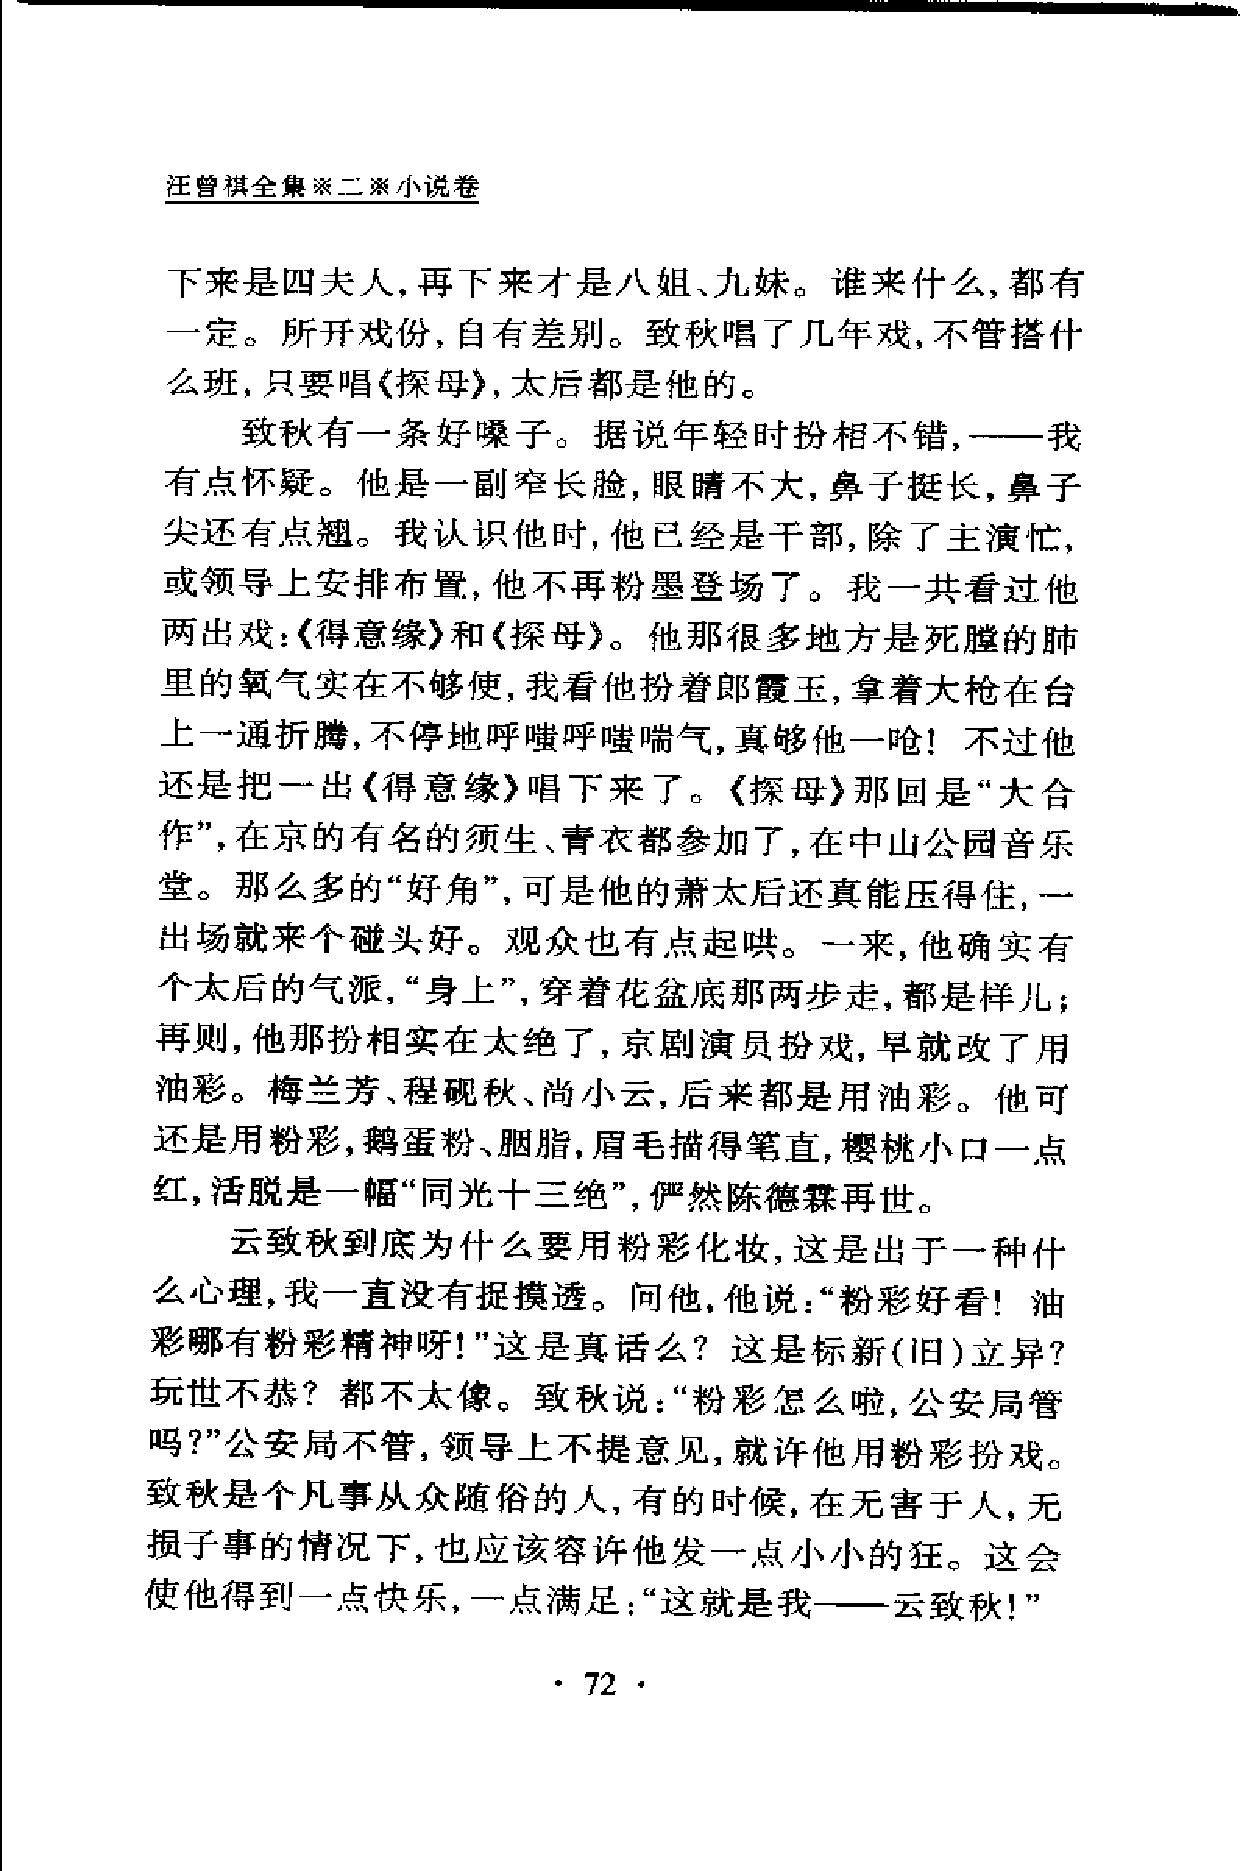 汪曾祺全集※二※小说卷
下来是四夫人,再下来才是八姐、九妹。谁来什么,都有
一定。所开戏份,自有差别。致秋唱了几年戏,不管搭什
么班,只要唱《探母》,太后都是他的。
致秋有一条好嗓子。据说年轻时扮相不错,——我
有点怀疑。他是一副窄长脸,眼睛不大,鼻子挺长,鼻子
尖还有点翘。我认识他时,他已经是干部,除了主演忙,
或领导上安排布置,他不再粉墨登场了。我一共看过他
两出戏:《得意缘》和《探母》。他那很多地方是死膛的肺
里的氧气实在不够使,我看他扮着郎霞玉,拿着大枪在台
上一通折腾,不停地呼嗤呼嗤喘气,真够他一呛!不过他
还是把一出《得意缘》唱下来了。《探母》那回是“大合
作”,在京的有名的须生、青衣都参加了,在中山公园音乐
堂。那么多的“好角”,可是他的萧太后还真能压得住,一
出场就来个碰头好。观众也有点起哄。一来,他确实有
个太后的气派,“身上”,穿着花盆底那两步走,都是样儿;
再则,他那扮相实在太绝了,京剧演员扮戏,早就改了用
油彩。梅兰芳、程砚秋、尚小云,后来都是用油彩。他可
还是用粉彩,鹅蛋粉、胭脂,眉毛描得笔直,樱桃小口一点
红,活脱是一幅“同光十三绝”,俨然陈德霖再世。
云致秋到底为什么要用粉彩化妆,这是出于一种什
么心理,我一直没有捉摸透。问他,他说:“粉彩好看!油
彩哪有粉彩精神呀!”这是真话么?这是标新(旧)立异?
玩世不恭?都不太像。致秋说:“粉彩怎么啦,公安局管
吗?”公安局不管,领导上不提意见,就许他用粉彩扮戏。
致秋是个凡事从众随俗的人,有的时候,在无害于人,无
损于事的情况下,也应该容许他发一点小小的狂。这会
使他得到一点快乐,一点满足:“这就是我——云致秋!”
· 72 ·